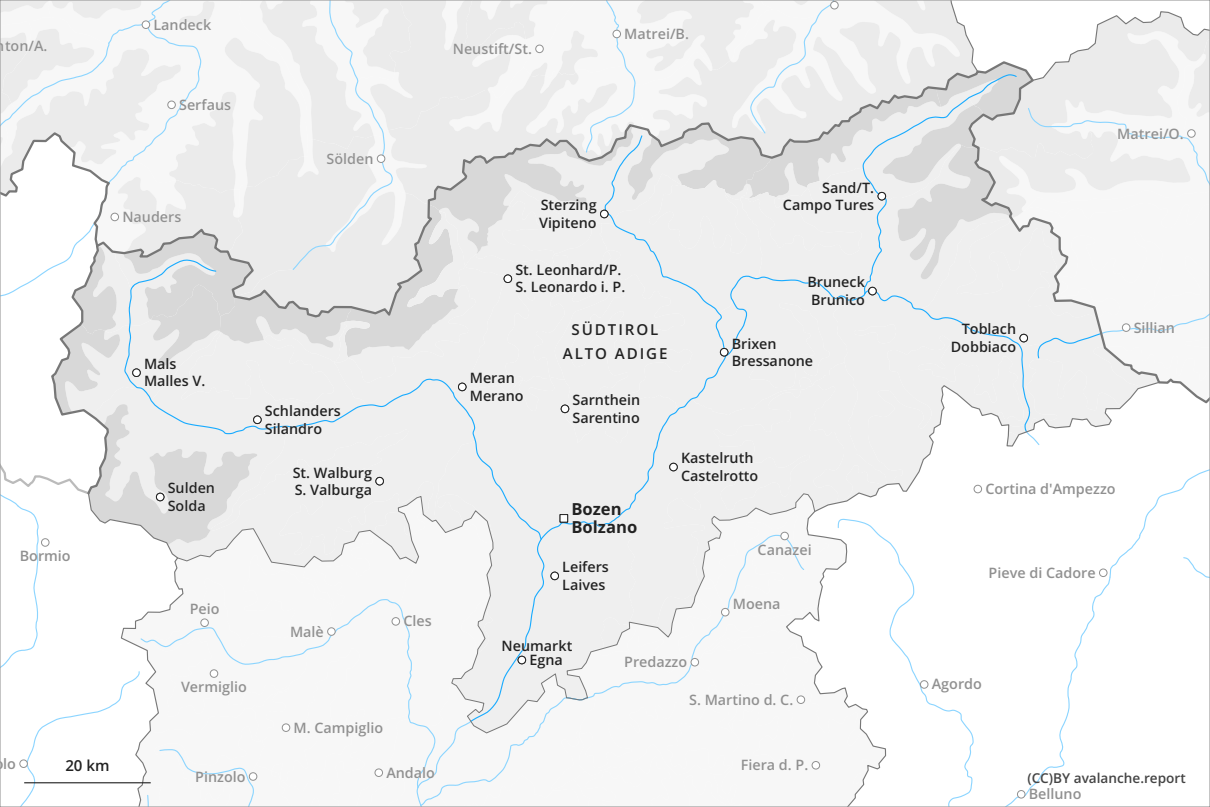 Landeck
Matrei/B.
nton/A.
Neustift/St.
Serfaus
Matrei/O.
Sölden
Sand/T.
Campo Tures
Sterzing
Vipiteno
Nauders
St. Leonhard/P.
S. Leonardo i. P.
Bruneck
Brunico
SÜDTIROL
ALTO ADIGE
Toblach
Dobbiaco
Sillian
Brixen
Bressanone
Mals
Malles V.
Meran
Merano
Sarnthein
Sarentino
Schlanders
Silandro
Kastelruth
Castelrotto
St. Walburg
S. Valburga
Sulden
Solda
Cortina d'Ampezzo
Bozen
Bolzano
Canazei
Bormio
Leifers
Laives
Pieve di Cadore
Peio
Moena
Cles
Malè
Neumarkt
Egna
Predazzo
Vermiglio
Agordo
S. Martino d. C.
M. Campiglio
20 km
olo
Pinzolo
Andalo
Fiera d. P.
(CC)BY avalanche.report
Belluno